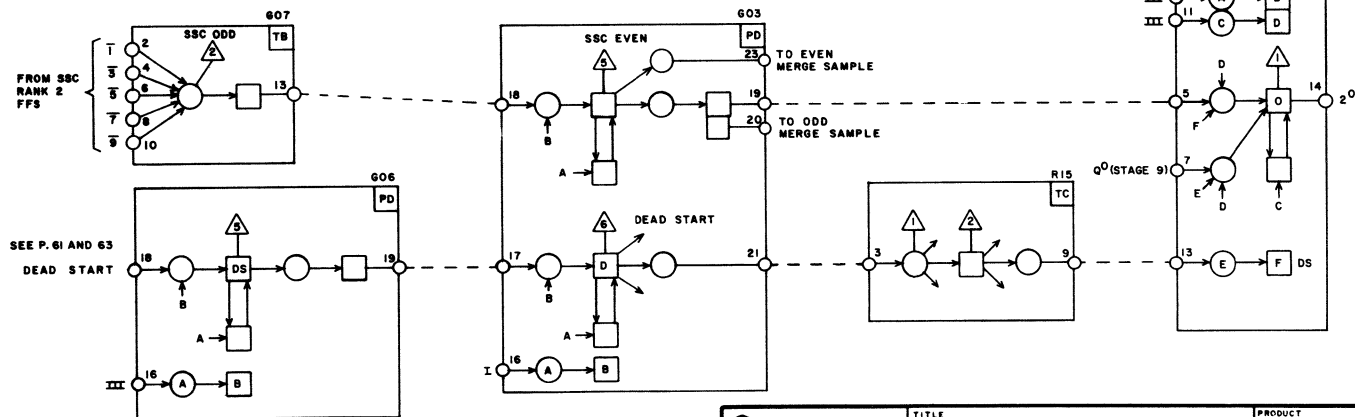 G07
TB
SSC ODD
2
FROM SSC
RANK 2
FFS
1
3
5
7
9
2
4
6
8
10
13
G03
PD
SSC EVEN
5
23
TO EVEN
MERGE SAMPLE
18
B
A
19
20
TO ODD
MERGE SAMPLE
III
11
C
D
D
1
5
F
O
14
2⁰
7
Q⁰ (STAGE 9)
E
D
C
13
E
F
DS
G06
PD
SEE P. 61 AND 63
DEAD START
5
18
DS
B
A
19
III
16
A
B
6
DEAD START
17
D
B
A
21
I
16
A
B
R15
TC
1
2
3
9
TITLE
PRODUCT